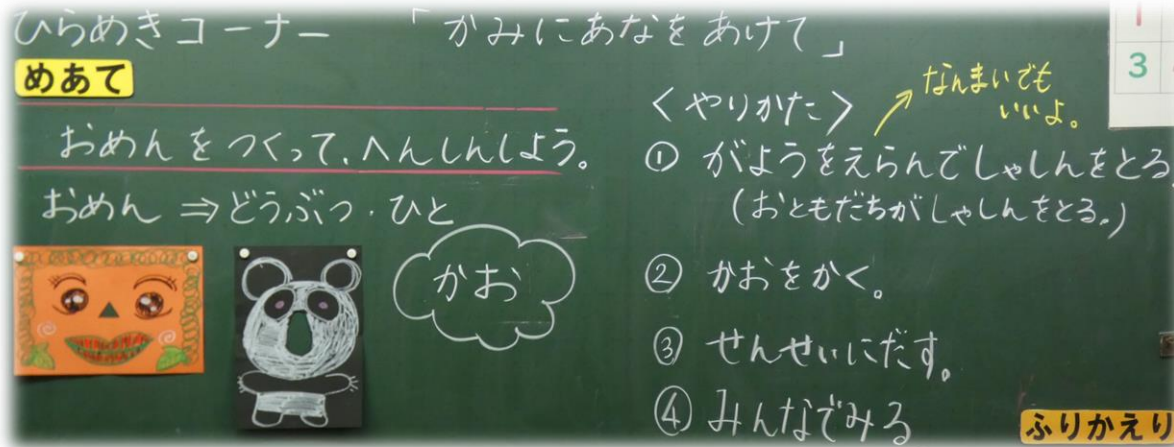 ひらめきコーナー 「かみにあなをあけて」
めあて
おめんをつくって、へんしんしよう。
おめん ⇒ どうぶつ・ひと
かお
<やりかた>
なんまいでも
いいよ。
① がようをえらんでしゃしんをとる
(おともだちがしゃしんをとる。)
② かおをかく。
③ せんせいにだす。
④ みんなでみる
ふりかえり
1
3